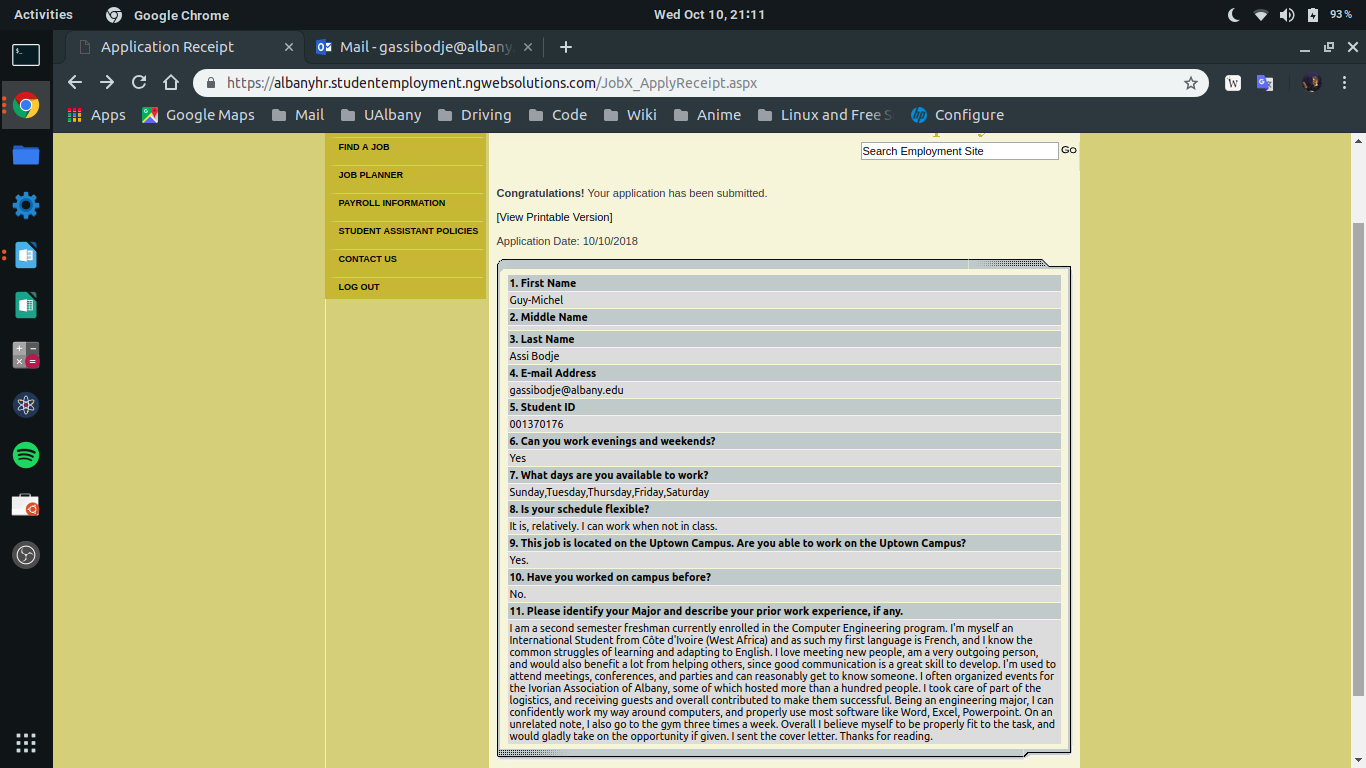 Activities
Google Chrome
Wed Oct 10, 21:11
93 %
Application Receipt
Mail - gassibodje@albany
https://albanyhr.studentemployment.ngwebsolutions.com/JobX_ApplyReceipt.aspx
W
Apps
Google Maps
Mail
UAlbany
Driving
Code
Wiki
Anime
Linux and Free S
Configure
FIND A JOB
JOB PLANNER
PAYROLL INFORMATION
STUDENT ASSISTANT POLICIES
CONTACT US
LOG OUT
Search Employment Site
Go
Congratulations! Your application has been submitted.
[View Printable Version]
Application Date: 10/10/2018
1. First Name
Guy-Michel
2. Middle Name
3. Last Name
Assi Bodje
4. E-mail Address
gassibodje@albany.edu
5. Student ID
001370176
6. Can you work evenings and weekends?
Yes
7. What days are you available to work?
Sunday,Tuesday,Thursday,Friday,Saturday
8. Is your schedule flexible?
It is, relatively. I can work when not in class.
9. This job is located on the Uptown Campus. Are you able to work on the Uptown Campus?
Yes.
10. Have you worked on campus before?
No.
11. Please identify your Major and describe your prior work experience, if any.
I am a second semester freshman currently enrolled in the Computer Engineering program. I'm myself an
International Student from Côte d'Ivoire (West Africa) and as such my first language is French, and I know the
common struggles of learning and adapting to English. I love meeting new people, am a very outgoing person,
and would also benefit a lot from helping others, since good communication is a great skill to develop. I'm used to
attend meetings, conferences, and parties and can reasonably get to know someone. I often organized events for
the Ivorian Association of Albany, some of which hosted more than a hundred people. I took care of part of the
logistics, and receiving guests and overall contributed to make them successful. Being an engineering major, I can
confidently work my way around computers, and properly use most software like Word, Excel, Powerpoint. On an
unrelated note, I also go to the gym three times a week. Overall I believe myself to be properly fit to the task, and
would gladly take on the opportunity if given. I sent the cover letter. Thanks for reading.